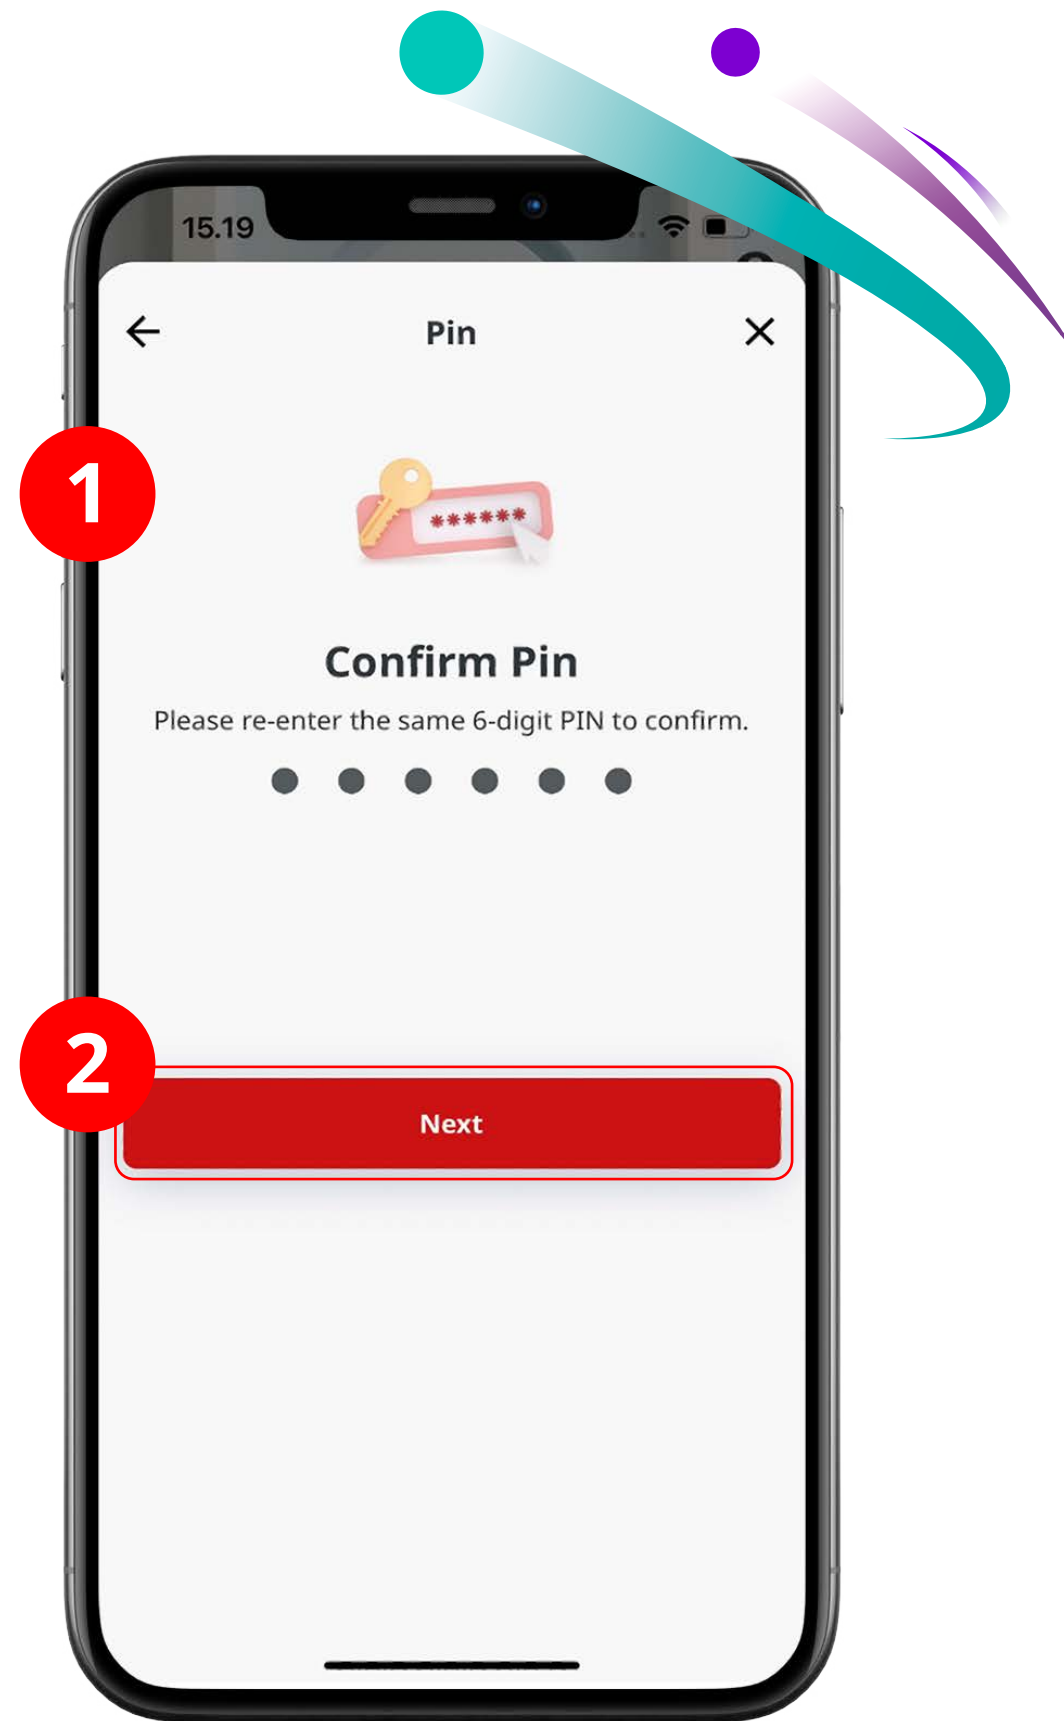 15.19
Pin
1
******
Confirm Pin
Please re-enter the same 6-digit PIN to confirm.
2
Next